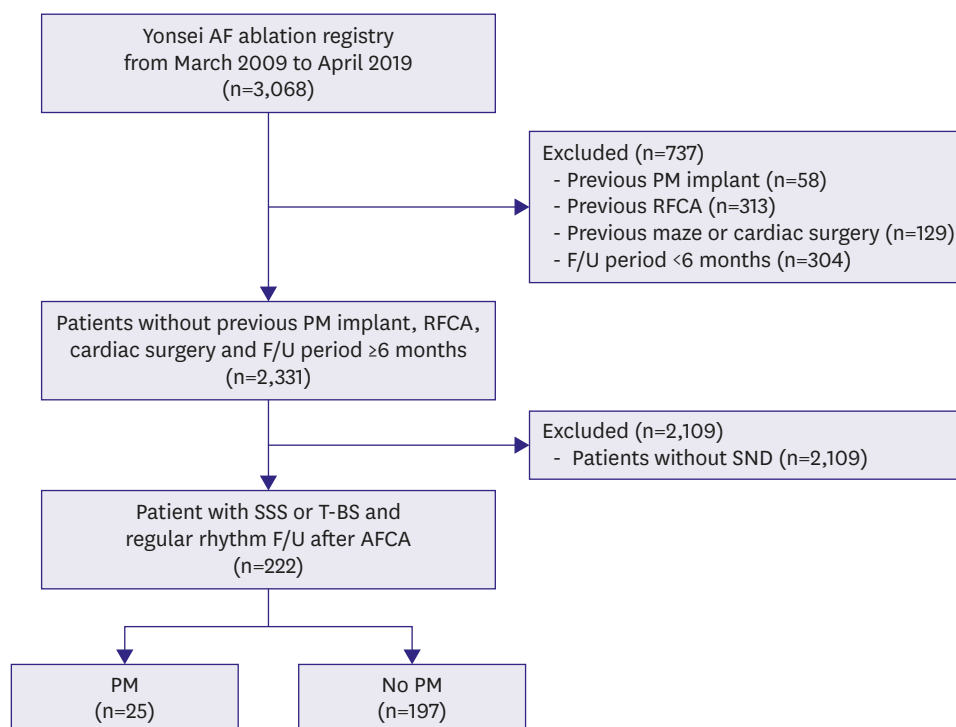 Yonsei AF ablation registry
from March 2009 to April 2019
(n=3,068)
Excluded (n=737)
- Previous PM implant (n=58)
- Previous RFCA (n=313)
- Previous maze or cardiac surgery (n=129)
- F/U period <6 months (n=304)
Patients without previous PM implant, RFCA,
cardiac surgery and F/U period ≥6 months
(n=2,331)
Excluded (n=2,109)
- Patients without SND (n=2,109)
Patient with SSS or T-BS and
regular rhythm F/U after AFCA
(n=222)
PM
(n=25)
No PM
(n=197)